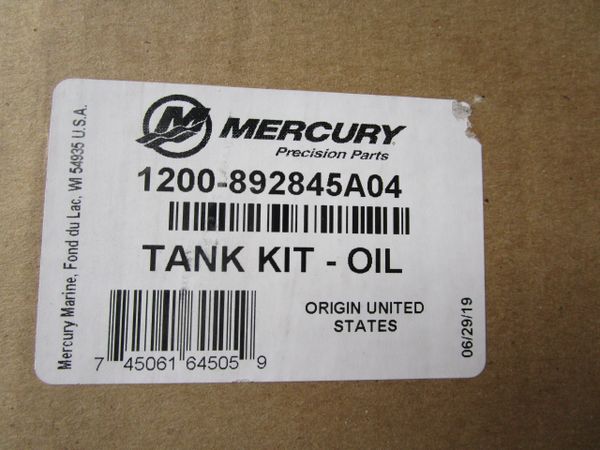 MERCURY
Precision Parts
1200-892845A04
TANK KIT - OIL
7 45061 64505 9
ORIGIN UNITED
STATES
06/29/19
Mercury Marine, Fond du Lac, WI 54935 U.S.A.